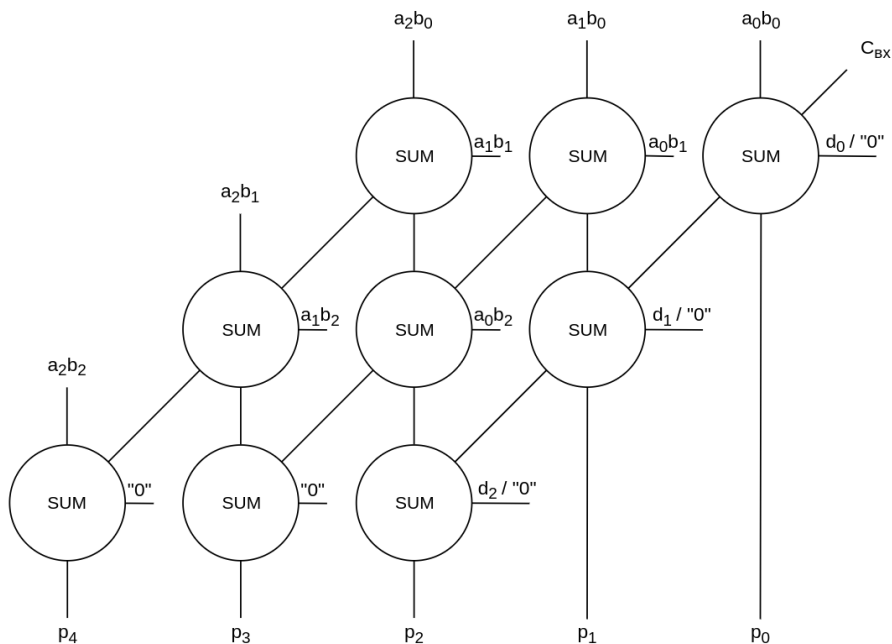 a₂b₀ a₁b₀ a₀b₀
Cвх
SUM a₁b₁ SUM a₀b₁ SUM d₀ / "0"
a₂b₁
SUM a₁b₂ SUM a₀b₂ SUM d₁ / "0"
a₂b₂
SUM "0" SUM "0" SUM d₂ / "0"
p₄ p₃ p₂ p₁ p₀